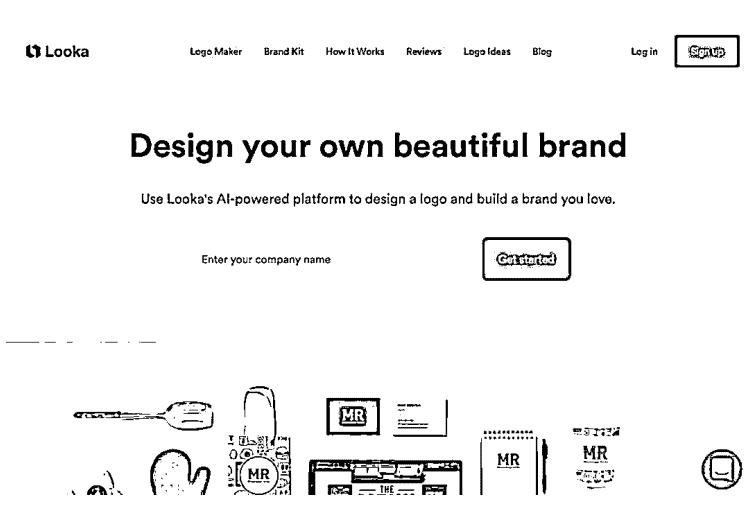 Looka
Logo Maker Brand Kit How It Works Reviews Logo Ideas Blog Log in Sign up
Design your own beautiful brand
Use Looka's AI-powered platform to design a logo and build a brand you love.
Enter your company name Get started
MR
MR
MR
MR
THE